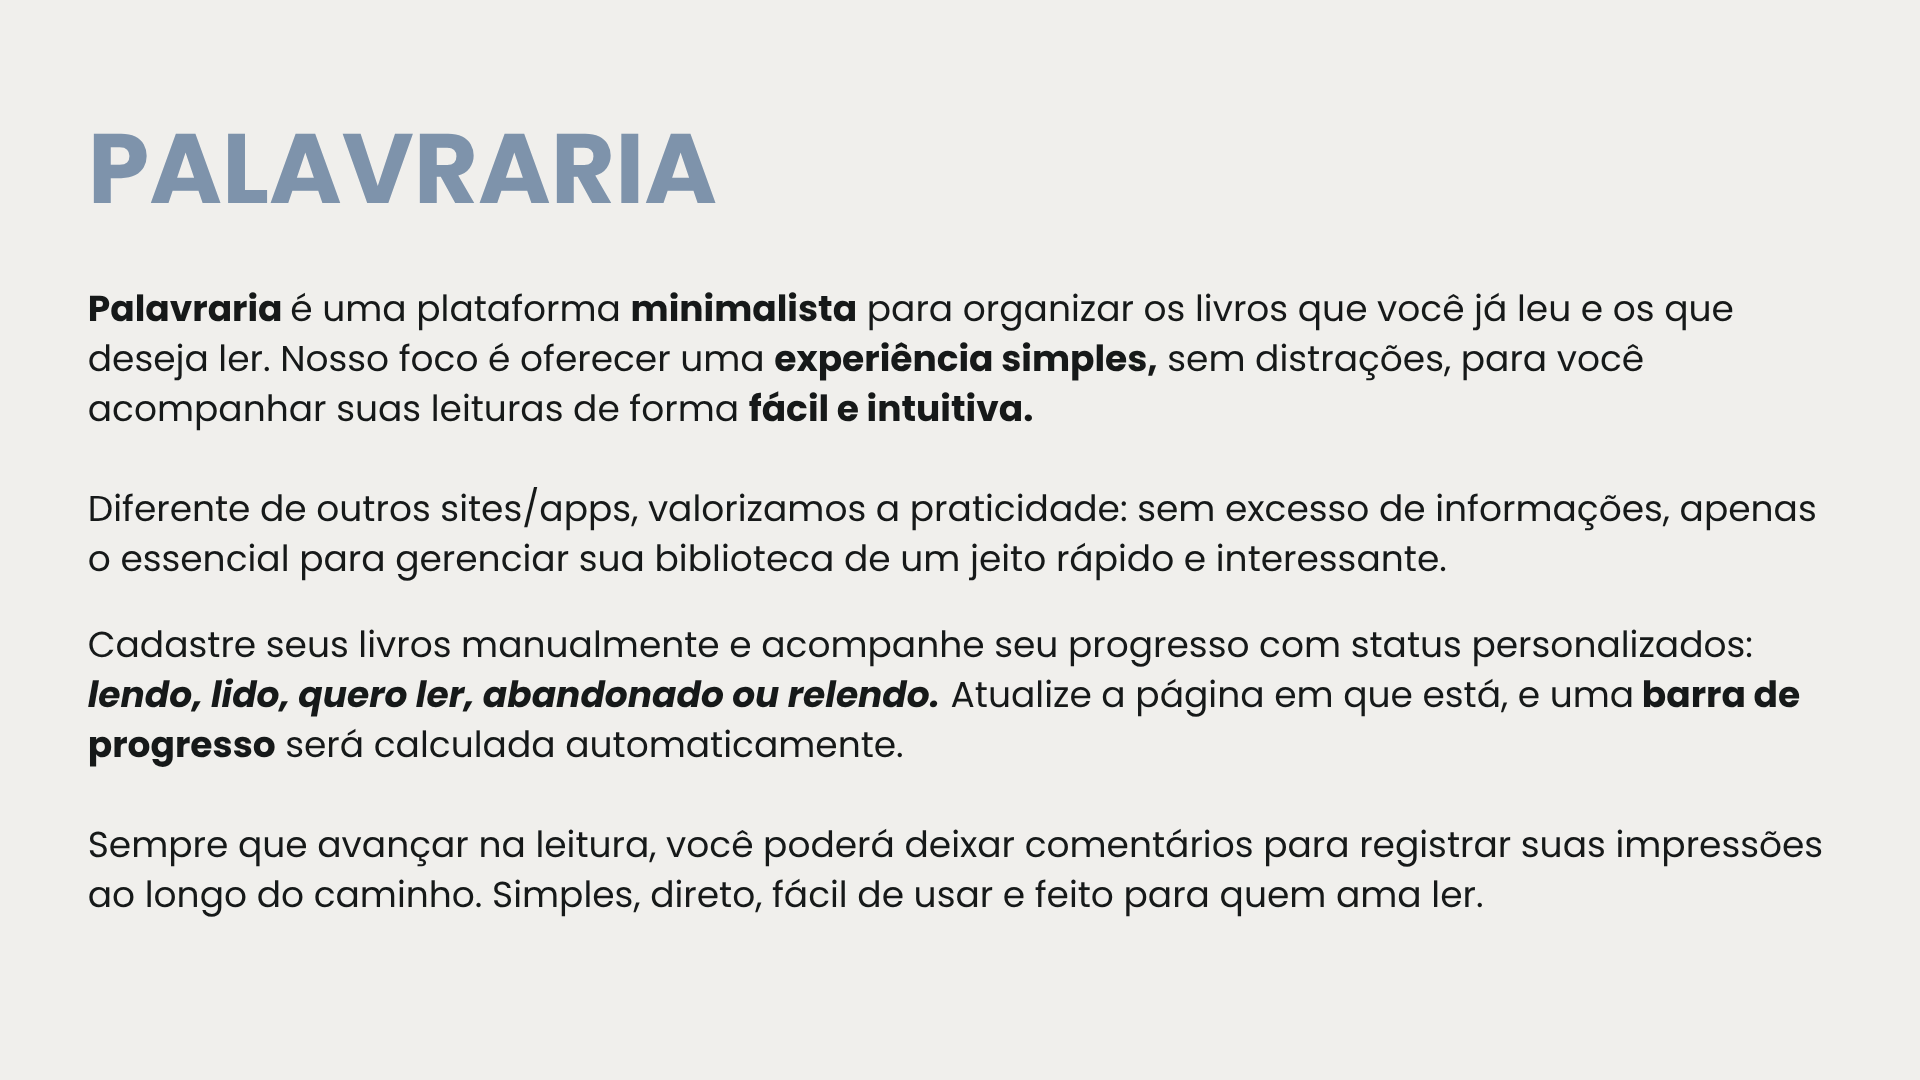 PALAVRARIA
Palavraria é uma plataforma minimalista para organizar os livros que você já leu e os que
deseja ler. Nosso foco é oferecer uma experiência simples, sem distrações, para você
acompanhar suas leituras de forma fácil e intuitiva.
Diferente de outros sites/apps, valorizamos a praticidade: sem excesso de informações, apenas
o essencial para gerenciar sua biblioteca de um jeito rápido e interessante.
Cadastre seus livros manualmente e acompanhe seu progresso com status personalizados:
lendo, lido, quero ler, abandonado ou relendo. Atualize a página em que está, e uma barra de
progresso será calculada automaticamente.
Sempre que avançar na leitura, você poderá deixar comentários para registrar suas impressões
ao longo do caminho. Simples, direto, fácil de usar e feito para quem ama ler.